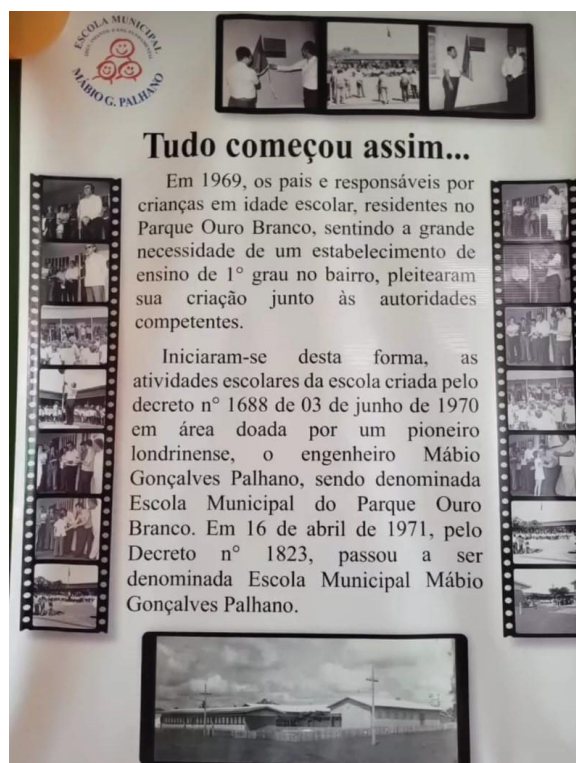 ESCOLA MUNICIPAL
MÁBIO G. PALHANO
Tudo começou assim...
Em 1969, os pais e responsáveis por
crianças em idade escolar, residentes no
Parque Ouro Branco, sentindo a grande
necessidade de um estabelecimento de
ensino de 1° grau no bairro, pleitearam
sua criação junto às autoridades
competentes.
Iniciaram-se desta forma, as
atividades escolares da escola criada pelo
decreto n° 1688 de 03 de junho de 1970
em área doada por um pioneiro
londrinense, o engenheiro Mábio
Gonçalves Palhano, sendo denominada
Escola Municipal do Parque Ouro
Branco. Em 16 de abril de 1971, pelo
Decreto n° 1823, passou a ser
denominada Escola Municipal Mábio
Gonçalves Palhano.